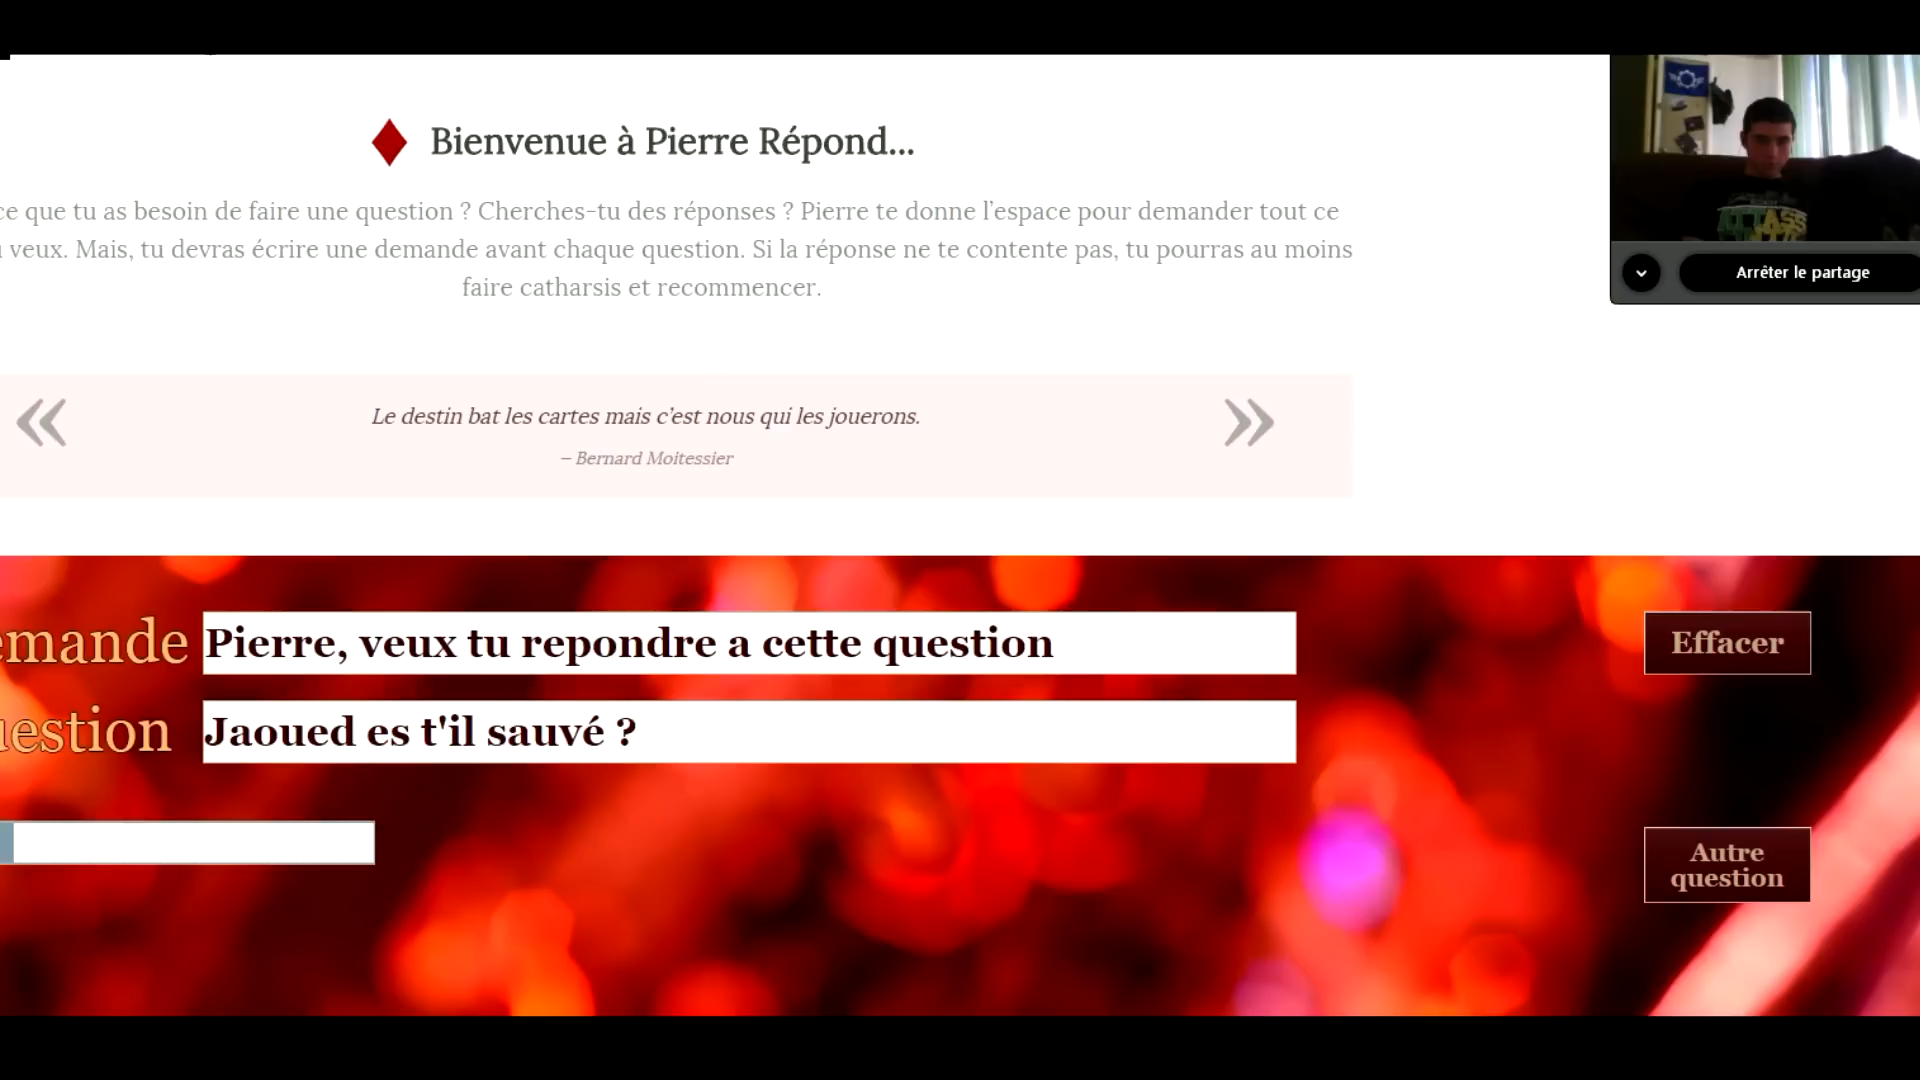 Bienvenue à Pierre Répond...
ce que tu as besoin de faire une question ? Cherches-tu des réponses ? Pierre te donne l'espace pour demander tout ce
veux. Mais, tu devras écrire une demande avant chaque question. Si la réponse ne te contente pas, tu pourras au moins
faire catharsis et recommencer.
Arrêter le partage
« Le destin bat les cartes mais c'est nous qui les jouerons. »
– Bernard Moitessier
emande Pierre, veux tu repondre a cette question
Effacer
uestion Jaoued es t'il sauvé ?
Autre
question